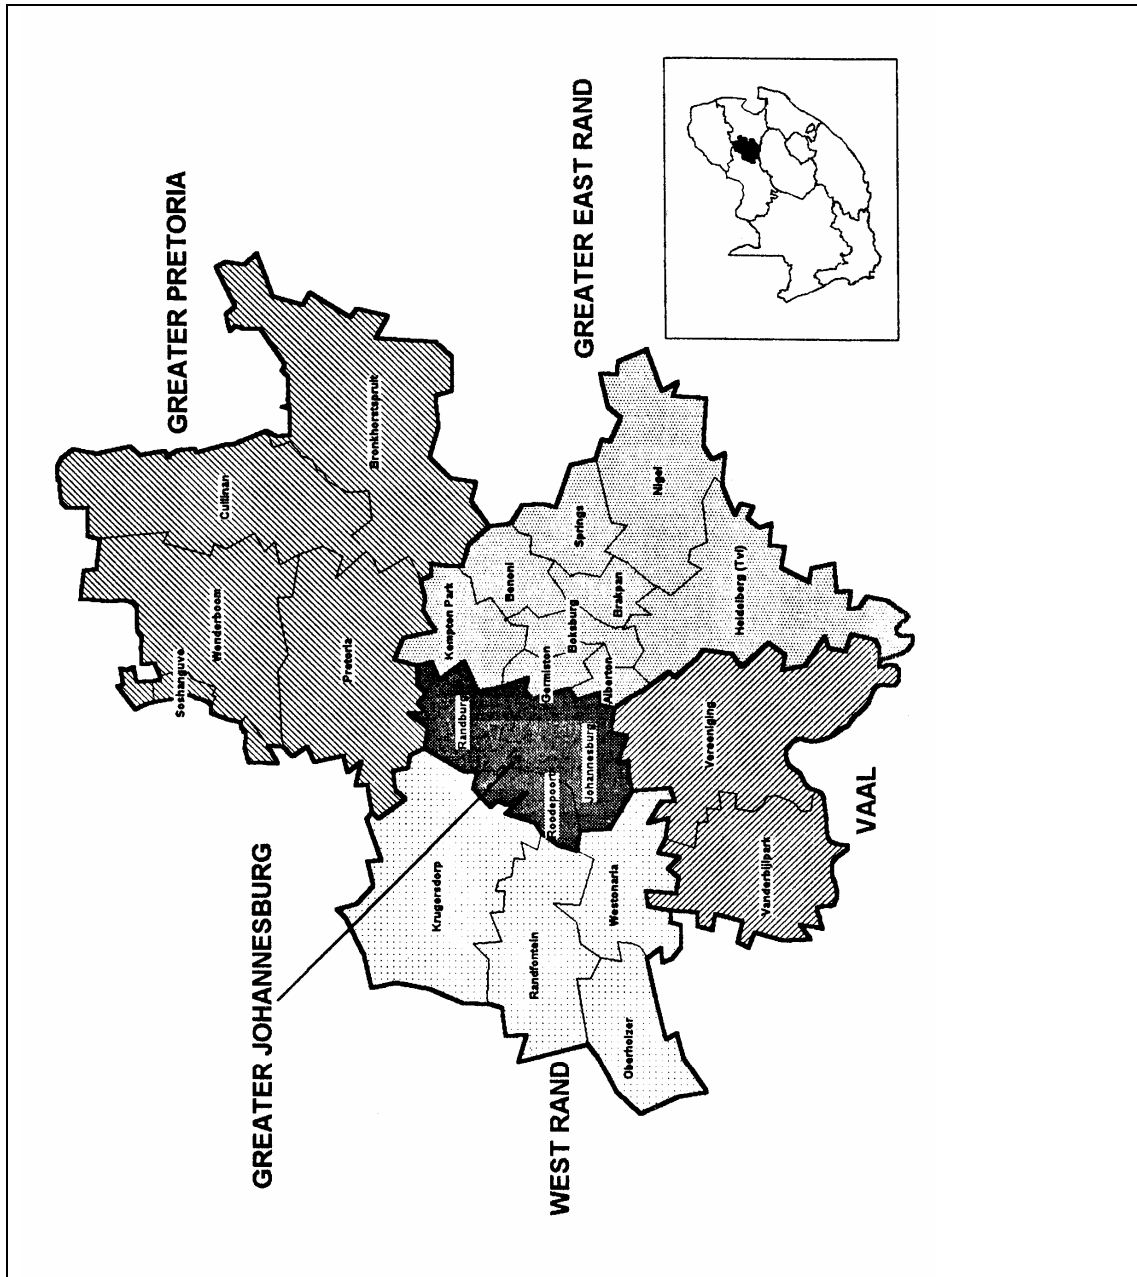 GREATER PRETORIA
GREATER EAST RAND
GREATER JOHANNESBURG
WEST RAND
VAAL
Soshanguve
Wonderboom
Cullinan
Pretoria
Bronkhorstspruit
Krugersdorp
Randfontein
Oberholzer
Westonaria
Randburg
Roodepoort
Johannesburg
Kempton Park
Benoni
Germiston
Boksburg
Springs
Alberton
Brakpan
Nigel
Heidelberg (Tvl)
Vereeniging
Vanderbijlpark